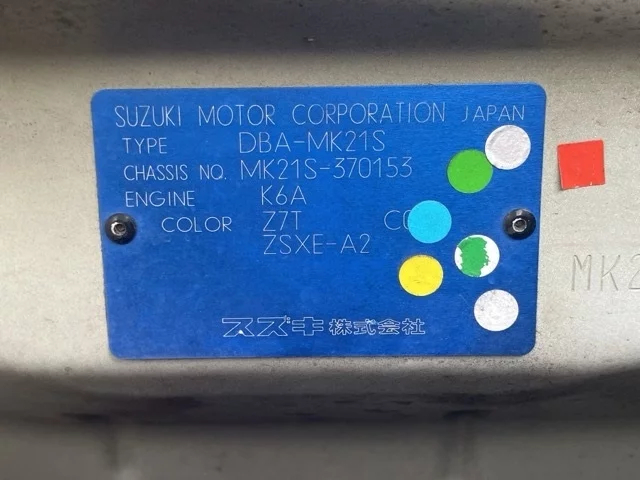 SUZUKI MOTOR CORPORATION JAPAN
TYPE DBA-MK21S
CHASSIS NO. MK21S-370153
ENGINE K6A
COLOR Z7T
ZSXE-A2
スズキ株式会社
MK2